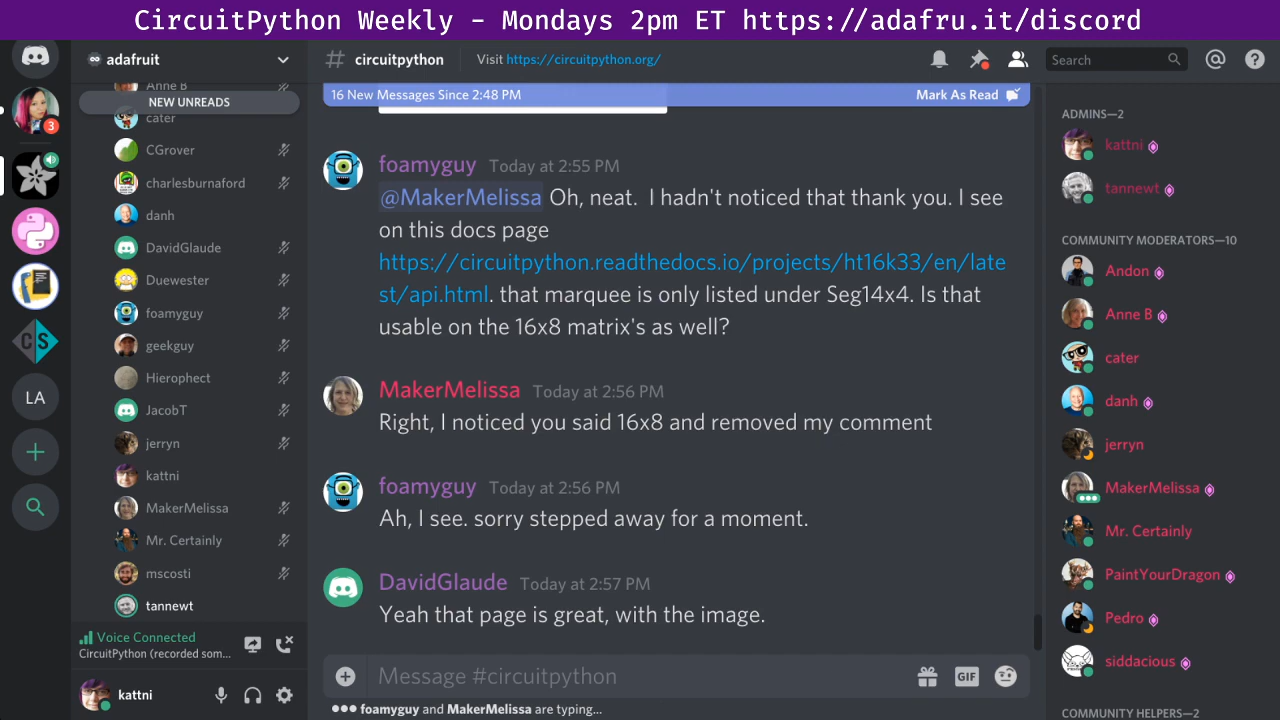 CircuitPython Weekly - Mondays 2pm ET https://adafru.it/discord
adafruit
# circuitpython
Visit https://circuitpython.org/
Search
3
LA
Anne B
NEW UNREADS
cater
CGrover
charlesburnaford
danh
DavidGlaude
Duewester
foamyguy
geekguy
Hierophect
JacobT
jerryn
kattni
MakerMelissa
Mr. Certainly
mscosti
tannewt
Voice Connected
CircuitPython (recorded som...
kattni
16 New Messages Since 2:48 PM
Mark As Read
foamyguy Today at 2:55 PM
@MakerMelissa Oh, neat. I hadn't noticed that thank you. I see
on this docs page
https://circuitpython.readthedocs.io/projects/ht16k33/en/late
st/api.html. that marquee is only listed under Seg14x4. Is that
usable on the 16x8 matrix's as well?
MakerMelissa Today at 2:56 PM
Right, I noticed you said 16x8 and removed my comment
foamyguy Today at 2:56 PM
Ah, I see. sorry stepped away for a moment.
DavidGlaude Today at 2:57 PM
Yeah that page is great, with the image.
Message #circuitpython
GIF
foamyguy and MakerMelissa are typing...
ADMINS—2
kattni
tannewt
COMMUNITY MODERATORS—10
Andon
Anne B
cater
danh
jerryn
MakerMelissa
Mr. Certainly
PaintYourDragon
Pedro
siddacious
COMMUNITY HELPERS—2